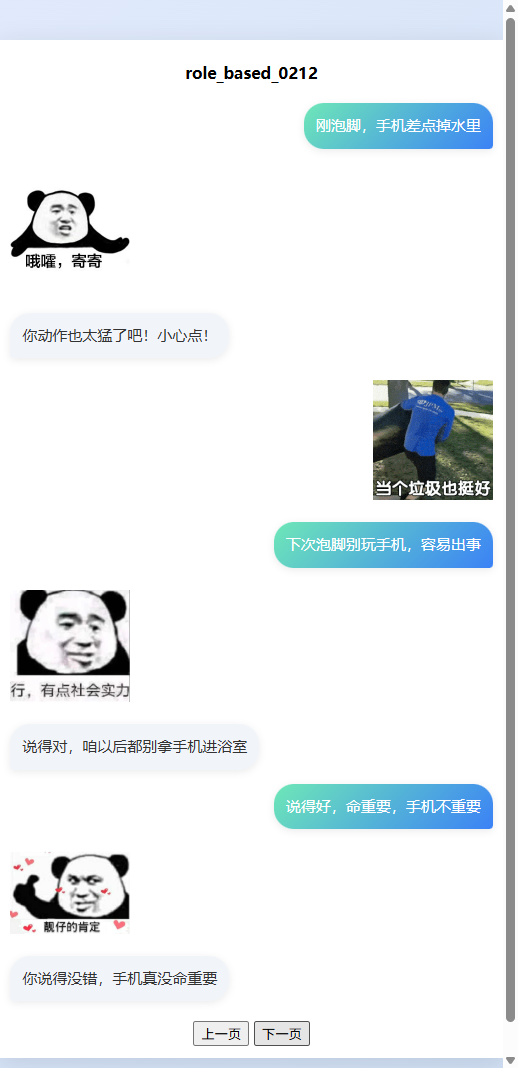 role_based_0212
刚泡脚，手机差点掉水里
哦嚯，寄寄
你动作也太猛了吧！小心点！
当个垃圾也挺好
下次泡脚别玩手机，容易出事
行，有点社会实力
说得对，咱以后都别拿手机进浴室
说得好，命重要，手机不重要
靓仔的肯定
你说得没错，手机真没命重要
上一页 下一页